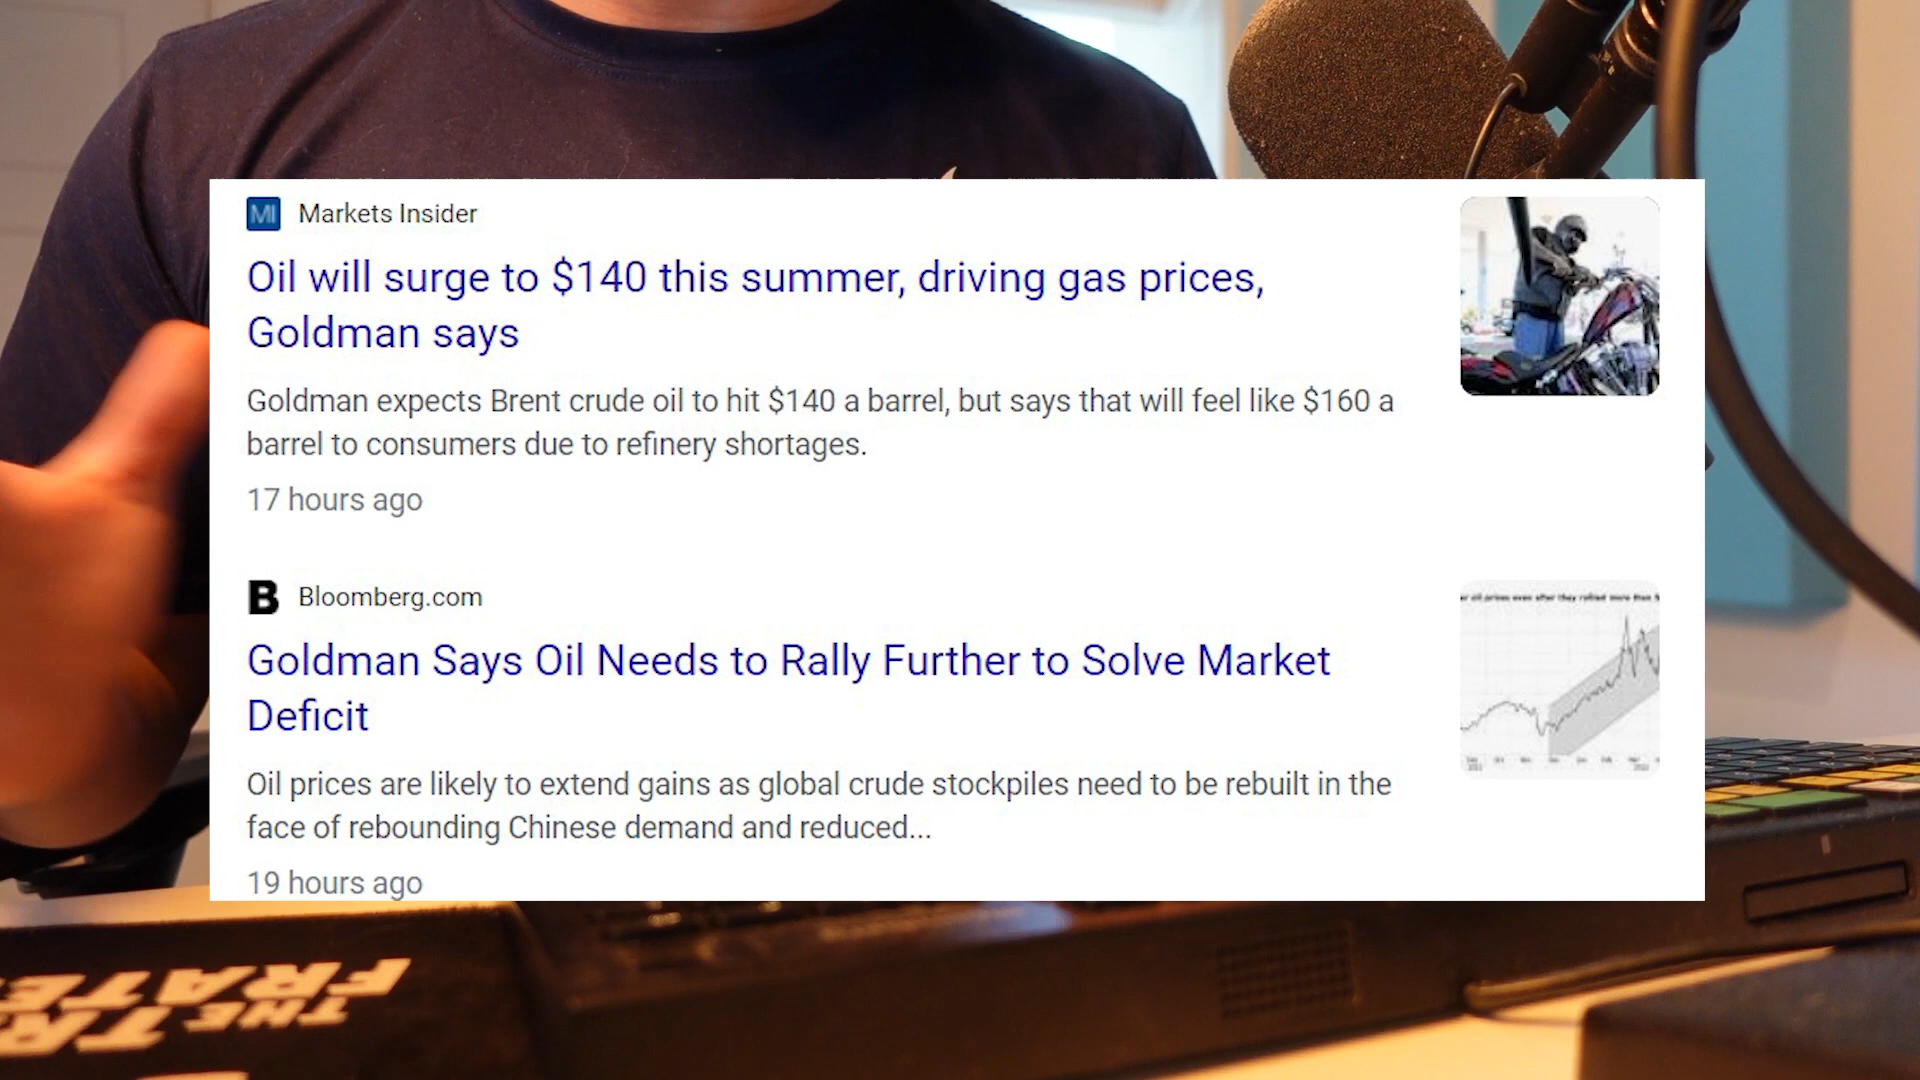 MI Markets Insider
Oil will surge to $140 this summer, driving gas prices,
Goldman says
Goldman expects Brent crude oil to hit $140 a barrel, but says that will feel like $160 a
barrel to consumers due to refinery shortages.
17 hours ago
B Bloomberg.com
Goldman Says Oil Needs to Rally Further to Solve Market
Deficit
Oil prices are likely to extend gains as global crude stockpiles need to be rebuilt in the
face of rebounding Chinese demand and reduced...
19 hours ago
THE